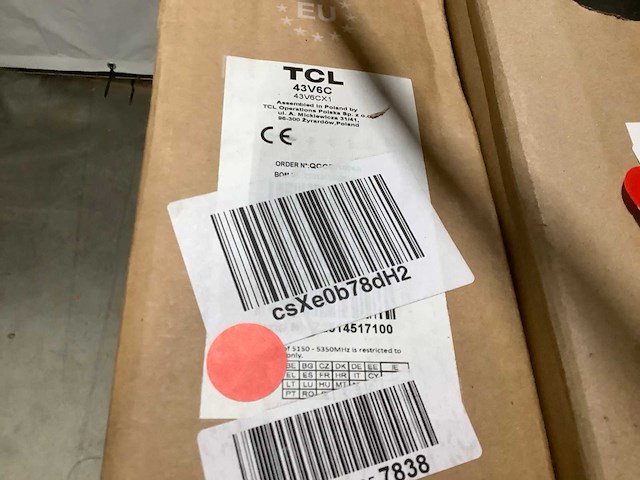 EU
TCL
43V6C
43V6CX1
Assembled in Poland by
TCL Operations Polska Sp. z o.o.
ul. A. Mickiewicza 31/41,
96-300 Żyrardów, Poland
CE
ORDER Nº:
csXe0b78dH2
14517100
of 5150 - 5350MHz is restricted to
only.
BE BG CZ DK DE EE IE
EL ES FR HR IT CY
LT LU HU MT
PT RO
7838